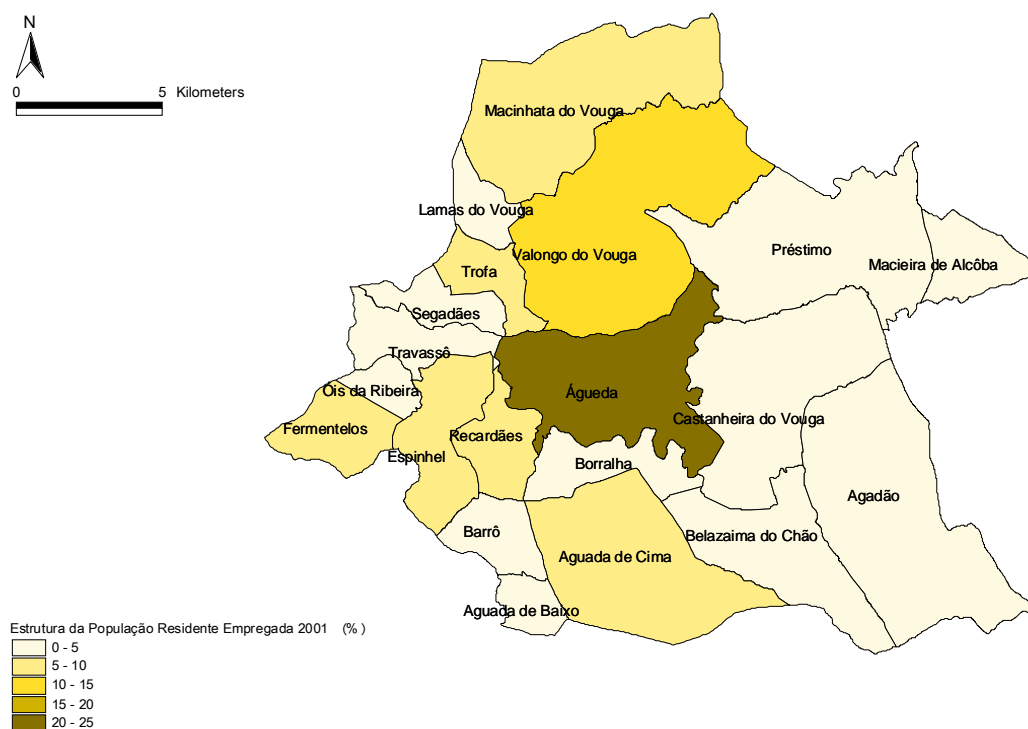 N
0 5 Kilometers
Macinhata do Vouga
Lamas do Vouga
Préstimo
Valongo do Vouga
Macieira de Alcôba
Trofa
Segadães
Travassô
Óis da Ribeira
Águeda
Castanheira do Vouga
Fermentelos
Recardães
Espinhel
Borralha
Agadão
Barrô
Belazaima do Chão
Aguada de Cima
Aguada de Baixo
Estrutura da População Residente Empregada 2001 (%)
0 - 5
5 - 10
10 - 15
15 - 20
20 - 25